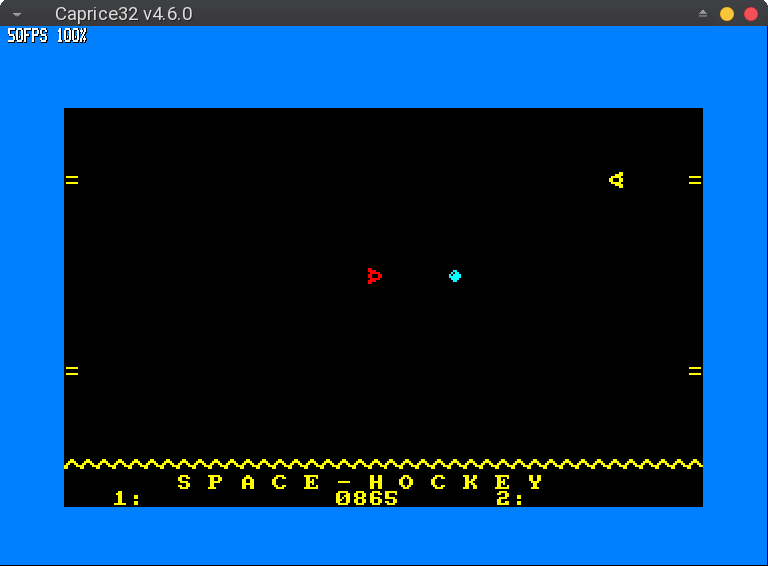 Caprice32 v4.6.0
50FPS 100%
= =
= =
S P A C E - H O C K E Y
1: 0865 2: